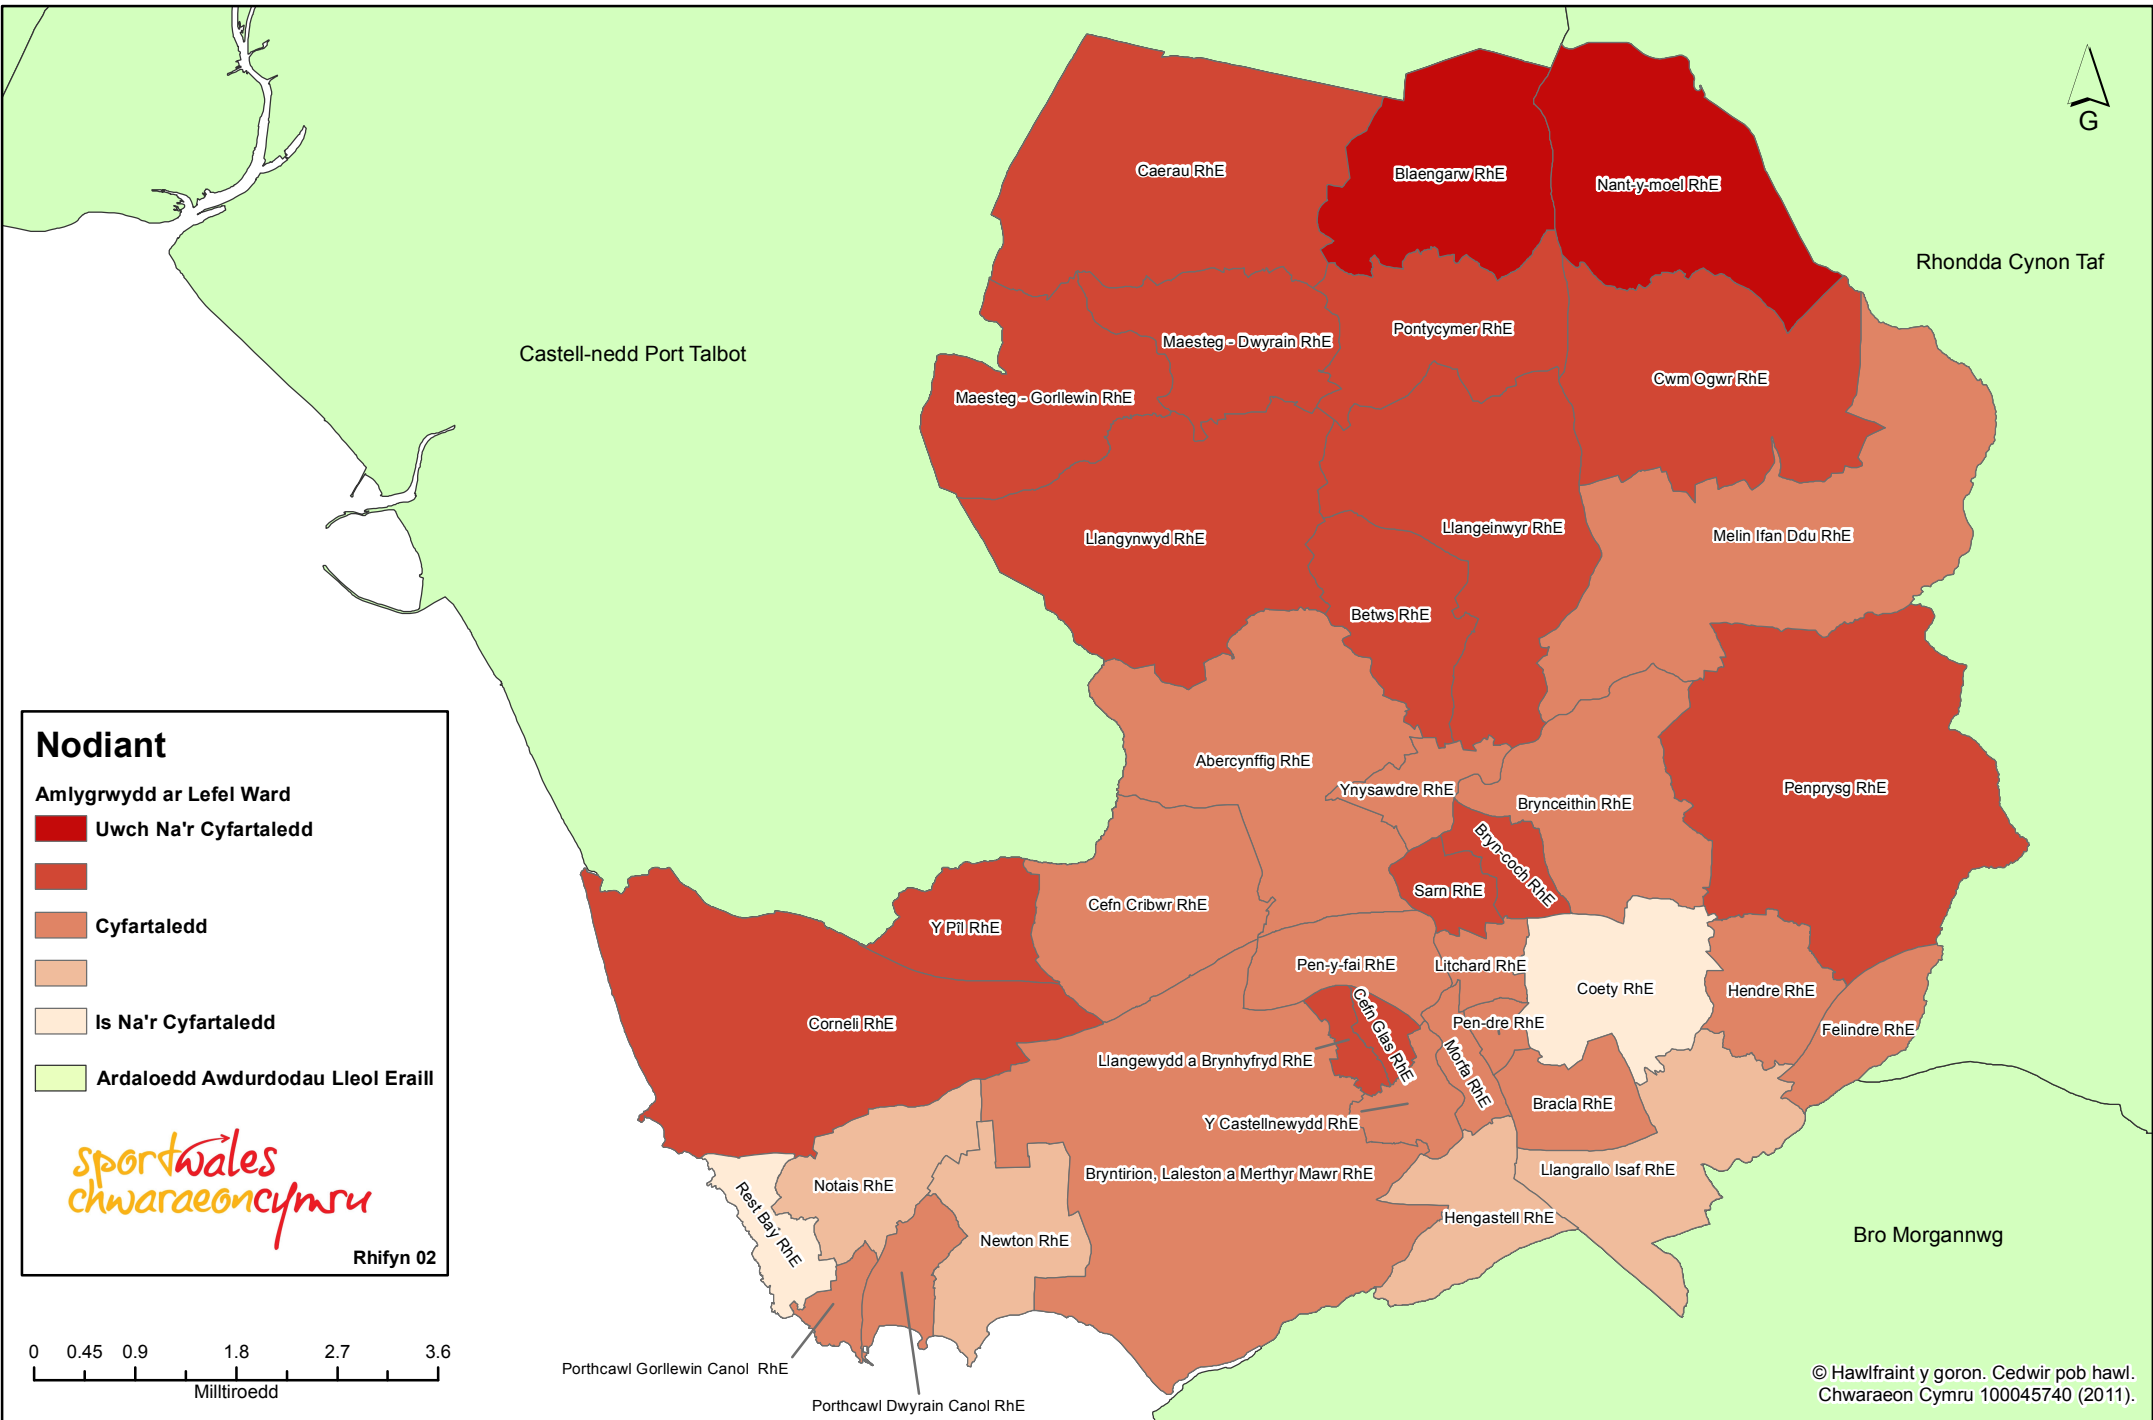 G
Caerau RhE
Blaengarw RhE
Nant-y-moel RhE
Rhondda Cynon Taf
Castell-nedd Port Talbot
Maesteg - Dwyrain RhE
Pontycymer RhE
Cwm Ogwr RhE
Maesteg - Gorllewin RhE
Llangynwyd RhE
Llangeinwyr RhE
Melin Ifan Ddu RhE
Betws RhE
Abercynffig RhE
Ynysawdre RhE
Brynceithin RhE
Penprysg RhE
Bryn-coch RhE
Sarn RhE
Cefn Cribwr RhE
Y Pîl RhE
Pen-y-fai RhE
Litchard RhE
Coety RhE
Hendre RhE
Corneli RhE
Cefn Glas RhE
Pen-dre RhE
Felindre RhE
Llangewydd a Brynhyfryd RhE
Morfa RhE
Bracla RhE
Y Castellnewydd RhE
Bryntirion, Laleston a Merthyr Mawr RhE
Llangrallo Isaf RhE
Notais RhE
Rest Bay RhE
Newton RhE
Hengastell RhE
Bro Morgannwg
Porthcawl Gorllewin Canol RhE
Porthcawl Dwyrain Canol RhE
Nodiant
Amlygrwydd ar Lefel Ward
Uwch Na'r Cyfartaledd
Cyfartaledd
Is Na'r Cyfartaledd
Ardaloedd Awdurdodau Lleol Eraill
sportwales
chwaraeoncymru
Rhifyn 02
0 0.45 0.9 1.8 2.7 3.6
Milltiroedd
© Hawlfraint y goron. Cedwir pob hawl.
Chwaraeon Cymru 100045740 (2011).